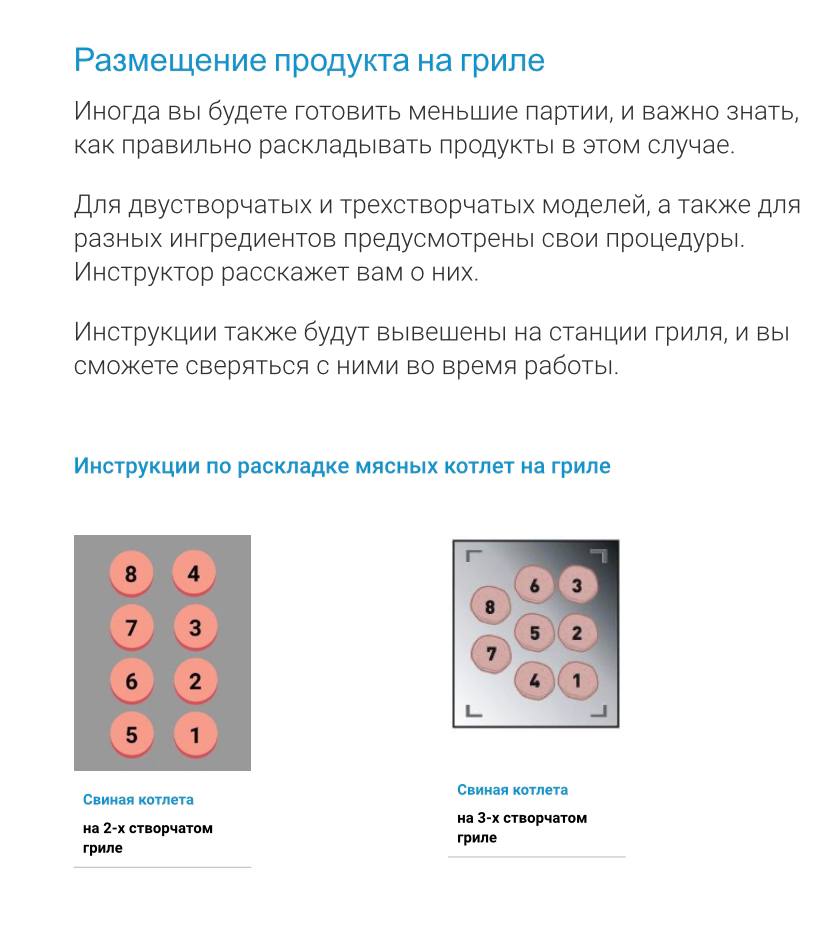 Размещение продукта на гриле
Иногда вы будете готовить меньшие партии, и важно знать,
как правильно раскладывать продукты в этом случае.
Для двустворчатых и трехстворчатых моделей, а также для
разных ингредиентов предусмотрены свои процедуры.
Инструктор расскажет вам о них.
Инструкции также будут вывешены на станции гриля, и вы
сможете сверяться с ними во время работы.
Инструкции по раскладке мясных котлет на гриле
8 4
7 3
6 2
5 1
Свиная котлета
на 2-х створчатом
гриле
6 3
8
5 2
7
4 1
Свиная котлета
на 3-х створчатом
гриле